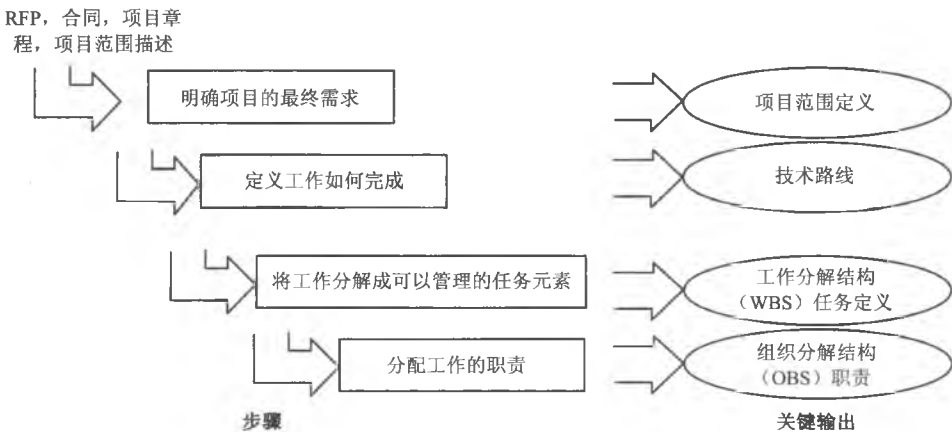 RFP，合同，项目章
程，项目范围描述
明确项目的最终需求
项目范围定义
定义工作如何完成
技术路线
将工作分解成可以管理的任务元素
工作分解结构
（WBS）任务定义
分配工作的职责
组织分解结构
（OBS）职责
步骤
关键输出